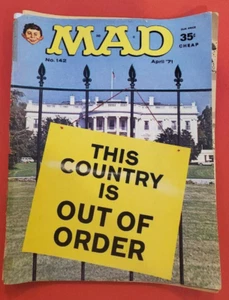 MAD
No. 142
April '71
35¢
CHEAP
THIS
COUNTRY
IS
OUT OF
ORDER